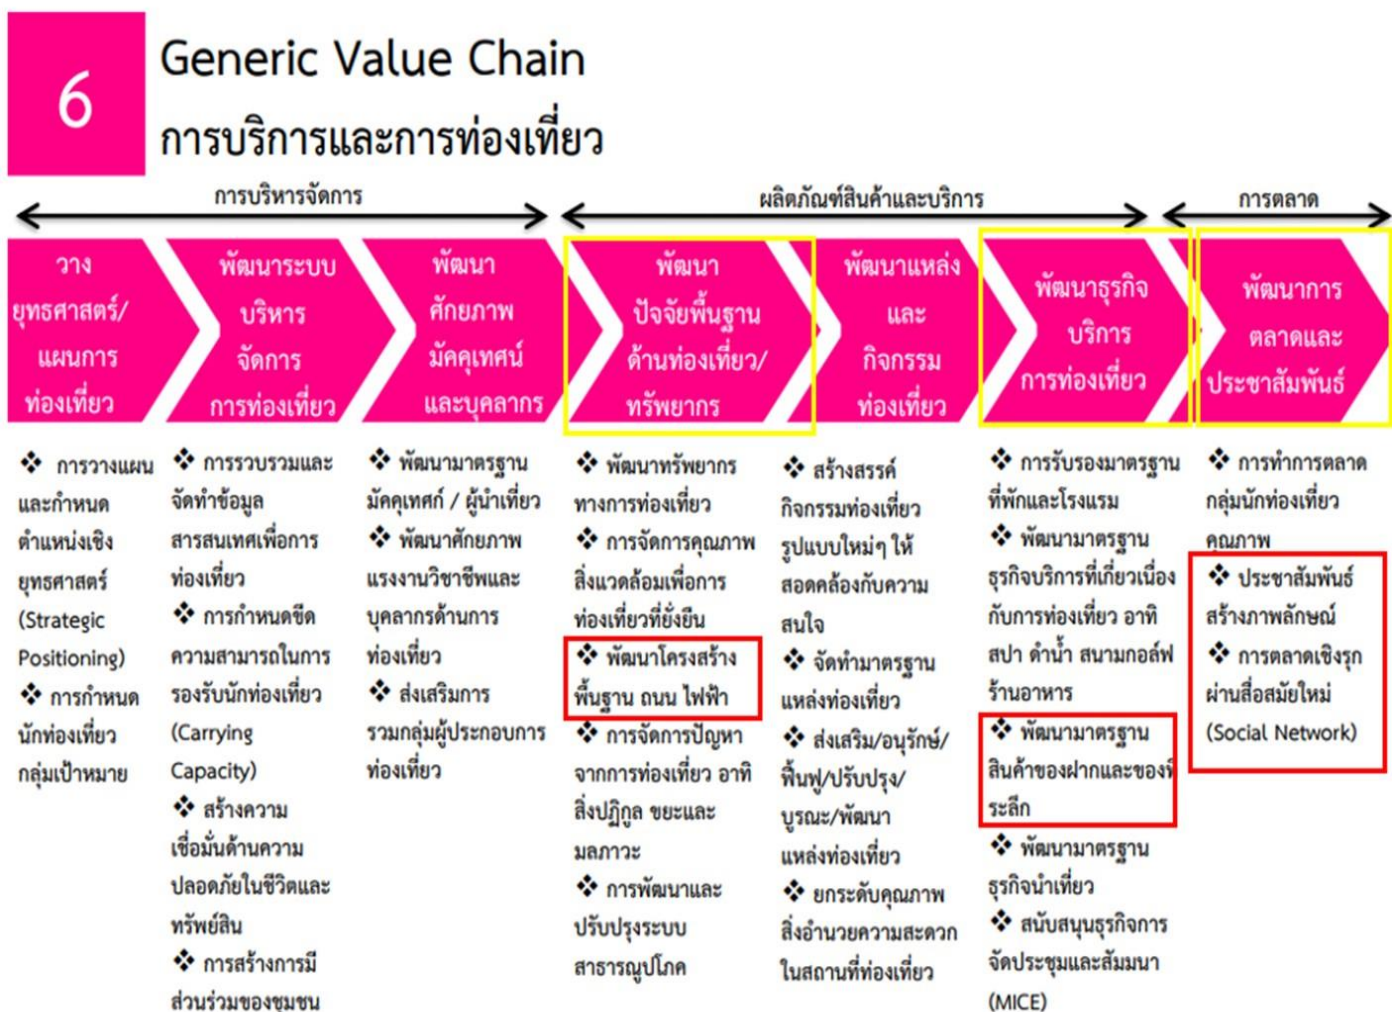 6
Generic Value Chain
การบริการและการท่องเที่ยว
การบริหารจัดการ
ผลิตภัณฑ์สินค้าและบริการ
การตลาด
วาง
ยุทธศาสตร์/
แผนการ
ท่องเที่ยว
พัฒนาระบบ
บริหาร
จัดการ
การท่องเที่ยว
พัฒนา
ศักยภาพ
มัคคุเทศน์
และบุคลากร
พัฒนา
ปัจจัยพื้นฐาน
ด้านท่องเที่ยว/
ทรัพยากร
พัฒนาแหล่ง
และ
กิจกรรม
ท่องเที่ยว
พัฒนาธุรกิจ
บริการ
การท่องเที่ยว
พัฒนาการ
ตลาดและ
ประชาสัมพันธ์
❖ การวางแผน
และกำหนด
ตำแหน่งเชิง
ยุทธศาสตร์
(Strategic
Positioning)
❖ การกำหนด
นักท่องเที่ยว
กลุ่มเป้าหมาย
❖ การรวบรวมและ
จัดทำข้อมูล
สารสนเทศเพื่อการ
ท่องเที่ยว
❖ การกำหนดขีด
ความสามารถในการ
รองรับนักท่องเที่ยว
(Carrying
Capacity)
❖ สร้างความ
เชื่อมั่นด้านความ
ปลอดภัยในชีวิตและ
ทรัพย์สิน
❖ การสร้างการมี
ส่วนร่วมของชุมชน
❖ พัฒนามาตรฐาน
มัคคุเทศก์ / ผู้นำเที่ยว
❖ พัฒนาศักยภาพ
แรงงานวิชาชีพและ
บุคลากรด้านการ
ท่องเที่ยว
❖ ส่งเสริมการ
รวมกลุ่มผู้ประกอบการ
ท่องเที่ยว
❖ พัฒนาทรัพยากร
ทางการท่องเที่ยว
❖ การจัดการคุณภาพ
สิ่งแวดล้อมเพื่อการ
ท่องเที่ยวที่ยั่งยืน
❖ พัฒนาโครงสร้าง
พื้นฐาน ถนน ไฟฟ้า
❖ การจัดการปัญหา
จากการท่องเที่ยว อาทิ
สิ่งปฏิกูล ขยะและ
มลภาวะ
❖ การพัฒนาและ
ปรับปรุงระบบ
สาธารณูปโภค
❖ สร้างสรรค์
กิจกรรมท่องเที่ยว
รูปแบบใหม่ๆ ให้
สอดคล้องกับความ
สนใจ
❖ จัดทำมาตรฐาน
แหล่งท่องเที่ยว
❖ ส่งเสริม/อนุรักษ์/
ฟื้นฟู/ปรับปรุง/
บูรณะ/พัฒนา
แหล่งท่องเที่ยว
❖ ยกระดับคุณภาพ
สิ่งอำนวยความสะดวก
ในสถานที่ท่องเที่ยว
❖ การรับรองมาตรฐาน
ที่พักและโรงแรม
❖ พัฒนามาตรฐาน
ธุรกิจบริการที่เกี่ยวเนื่อง
กับการท่องเที่ยว อาทิ
สปา ดำน้ำ สนามกอล์ฟ
ร้านอาหาร
❖ พัฒนามาตรฐาน
สินค้าของฝากและของที่
ระลึก
❖ พัฒนามาตรฐาน
ธุรกิจนำเที่ยว
❖ สนับสนุนธุรกิจการ
จัดประชุมและสัมมนา
(MICE)
❖ การทำการตลาด
กลุ่มนักท่องเที่ยว
คุณภาพ
❖ ประชาสัมพันธ์
สร้างภาพลักษณ์
❖ การตลาดเชิงรุก
ผ่านสื่อสมัยใหม่
(Social Network)